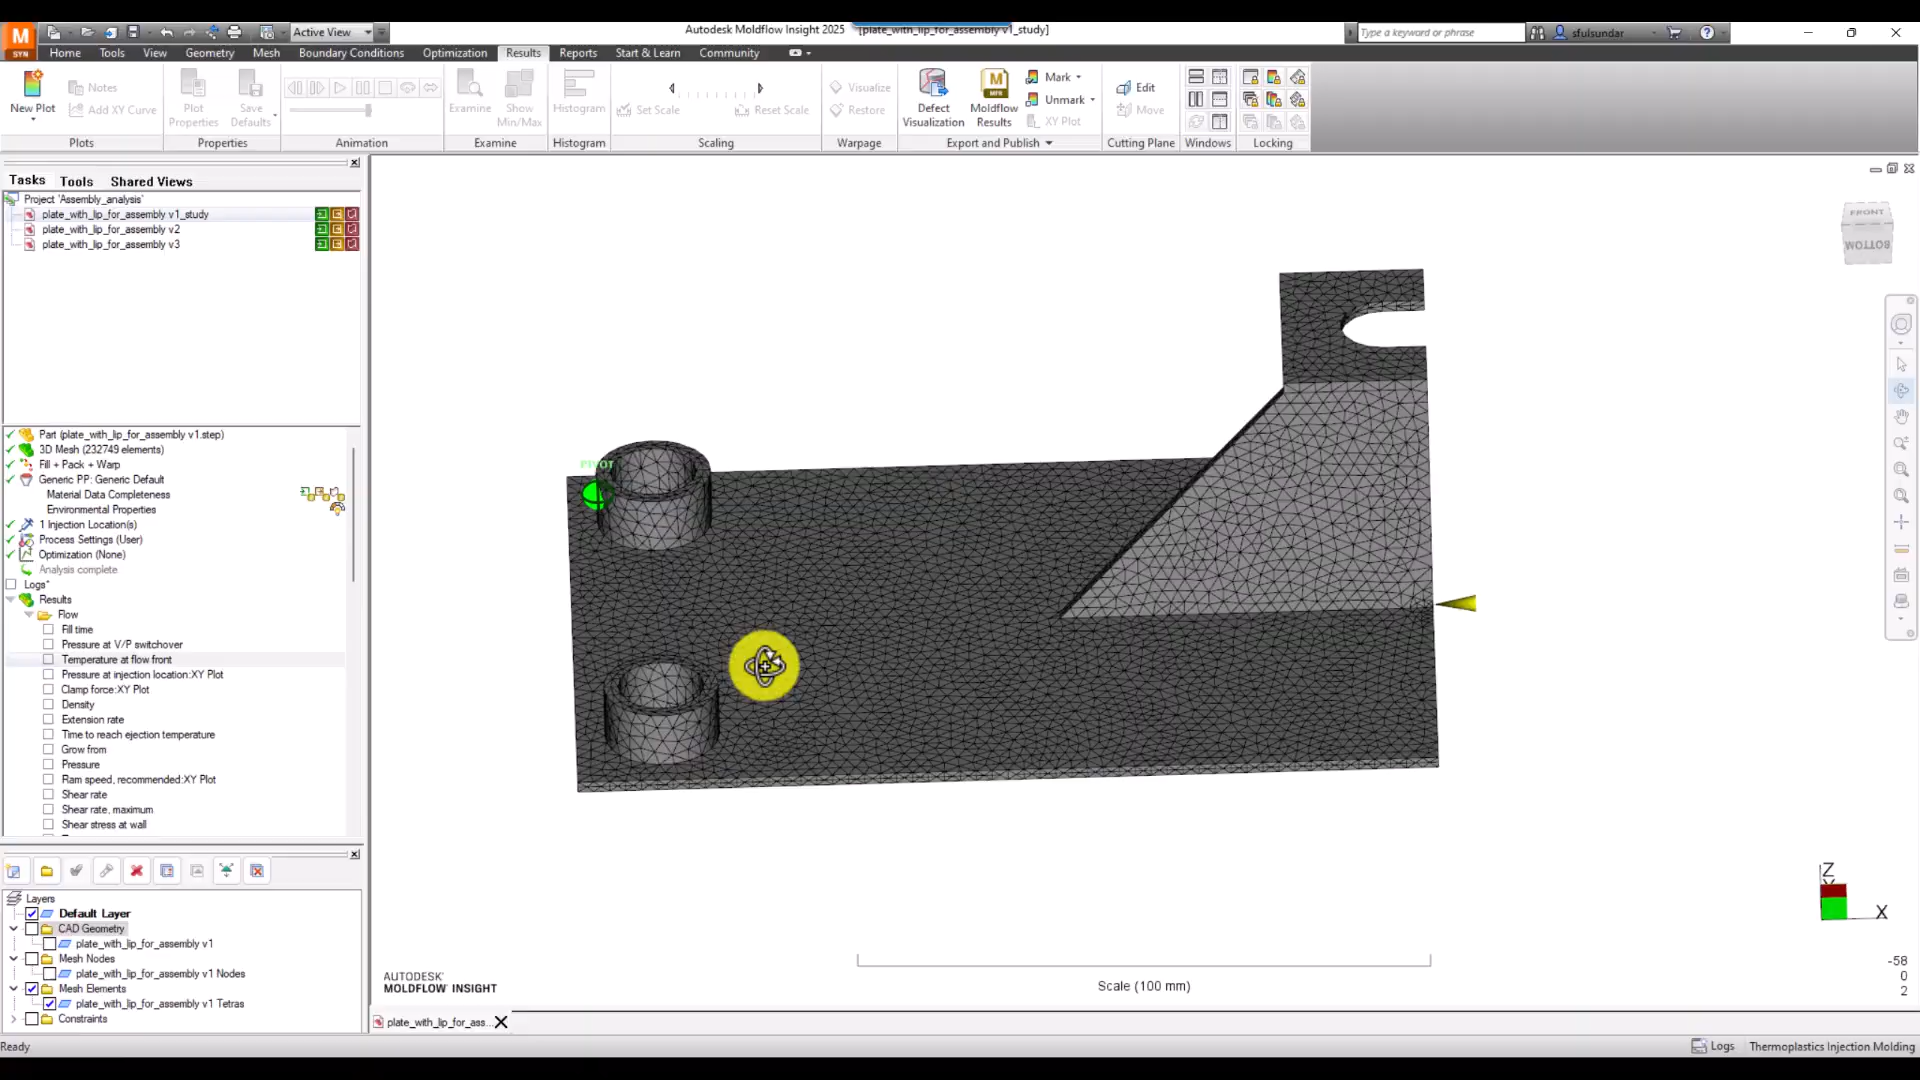 Active View
Autodesk Moldflow Insight 2025 [plate_with_lip_for_assembly v1_study]
Type a keyword or phrase
sfulsundar
SYN
Home Tools View Geometry Mesh Boundary Conditions Optimization Results Reports Start & Learn Community
New Plot
Notes
Add XY Curve
Plot Properties
Save Defaults
Examine
Show Min/Max
Histogram
Set Scale
Reset Scale
Visualize
Restore
Defect Visualization
Moldflow Results
Mark
Unmark
XY Plot
Edit
Move
Plots Properties Animation Examine Histogram Scaling Warpage Export and Publish Cutting Plane Windows Locking
Tasks Tools Shared Views
Project 'Assembly_analysis'
plate_with_lip_for_assembly v1_study
plate_with_lip_for_assembly v2
plate_with_lip_for_assembly v3
Part (plate_with_lip_for_assembly v1.step)
3D Mesh (232749 elements)
Fill + Pack + Warp
Generic PP: Generic Default
Material Data Completeness
Environmental Properties
1 Injection Location(s)
Process Settings (User)
Optimization (None)
Analysis complete
Logs*
Results
Flow
Fill time
Pressure at V/P switchover
Temperature at flow front
Pressure at injection location:XY Plot
Clamp force:XY Plot
Density
Extension rate
Time to reach ejection temperature
Grow from
Pressure
Ram speed, recommended:XY Plot
Shear rate
Shear rate, maximum
Shear stress at wall
Layers
Default Layer
CAD Geometry
plate_with_lip_for_assembly v1
Mesh Nodes
plate_with_lip_for_assembly v1 Nodes
Mesh Elements
plate_with_lip_for_assembly v1 Tetras
Constraints
PIVOT
FRONT
BOTTOM
Z
X
-58
0
2
AUTODESK
MOLDFLOW INSIGHT
Scale (100 mm)
plate_with_lip_for_ass...
Ready
Logs
Thermoplastics Injection Molding